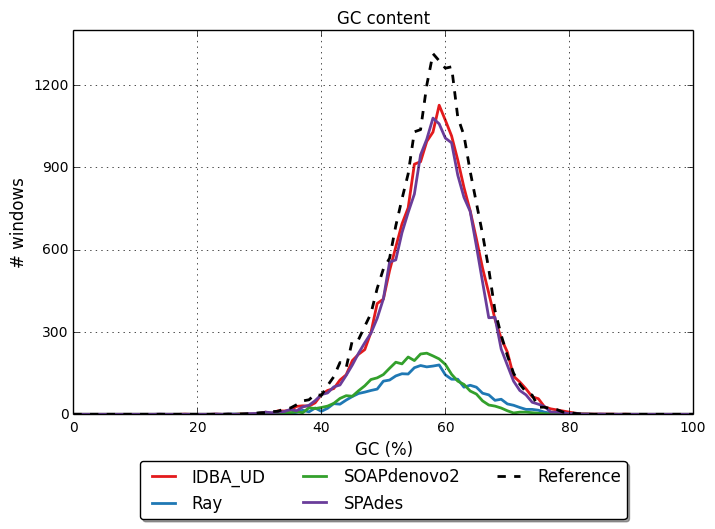 GC content
1200
900
600
300
0
# windows
0 20 40 60 80 100
GC (%)
IDBA_UD SOAPdenovo2 Reference
Ray SPAdes